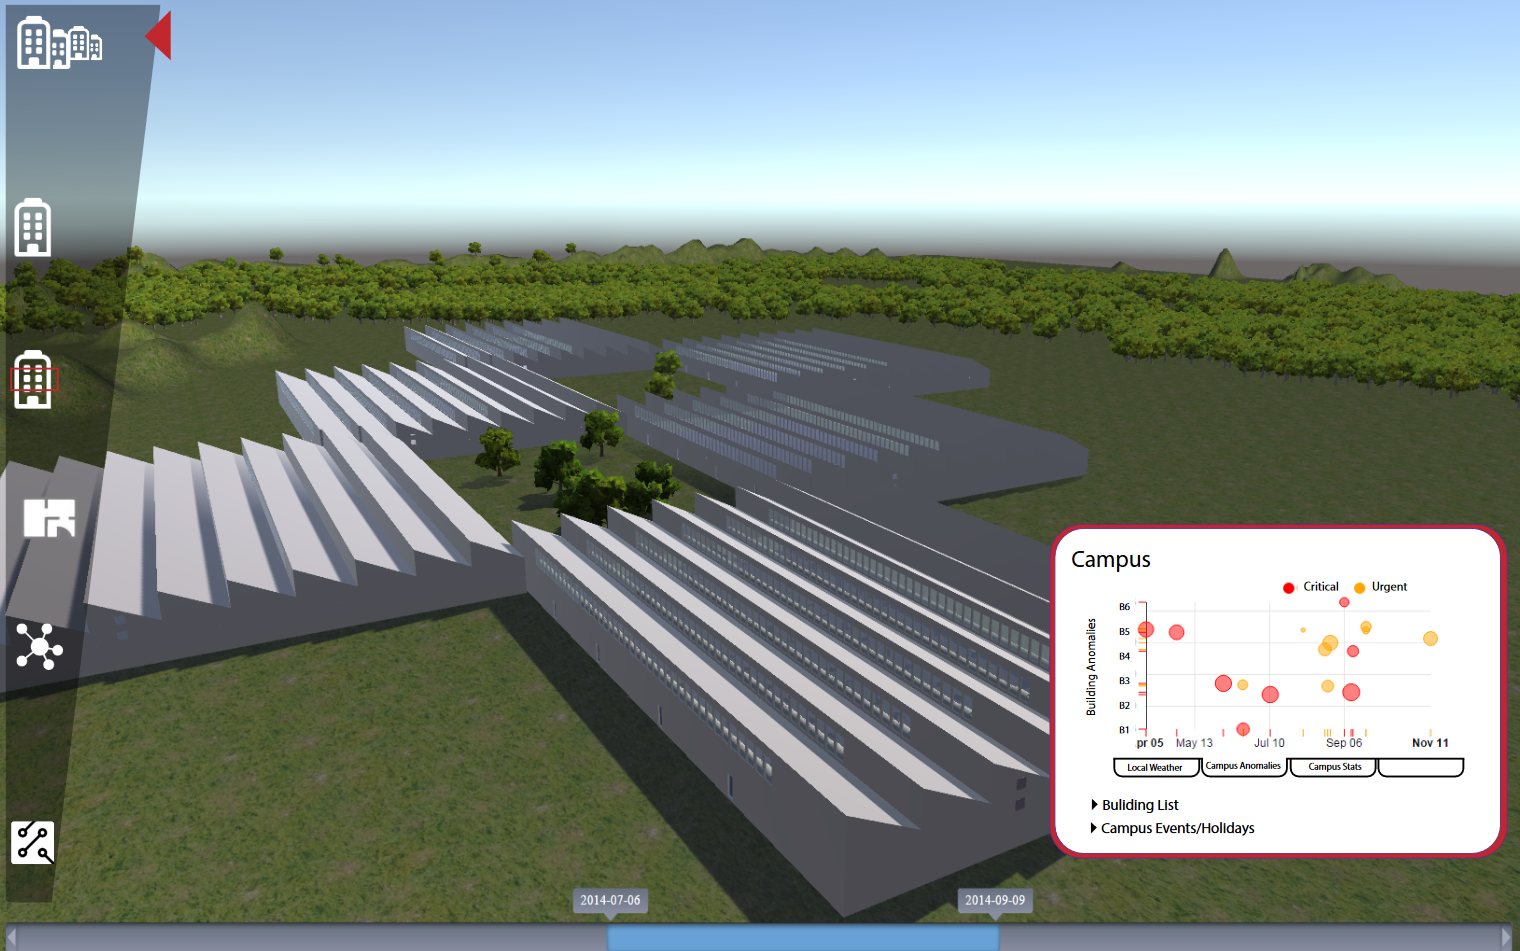 Campus
Critical
Urgent
Building Anomalies
B6
B5
B4
B3
B2
B1
pr 05
May 13
Jul 10
Sep 06
Nov 11
Local Weather
Campus Anomalies
Campus Stats
Buliding List
Campus Events/Holidays
2014-07-06
2014-09-09